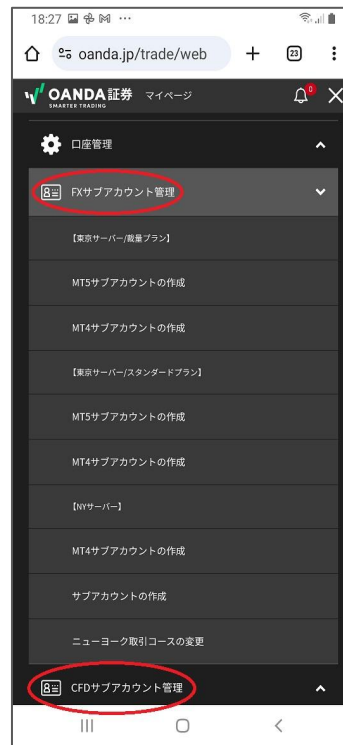 18:27
oanda.jp/trade/web
23
OANDA証券 マイページ
SMARTER TRADING
0
口座管理
FXサブアカウント管理
【東京サーバー/裁量プラン】
MT5サブアカウントの作成
MT4サブアカウントの作成
【東京サーバー/スタンダードプラン】
MT5サブアカウントの作成
MT4サブアカウントの作成
【NYサーバー】
MT4サブアカウントの作成
サブアカウントの作成
ニューヨーク取引コースの変更
CFDサブアカウント管理